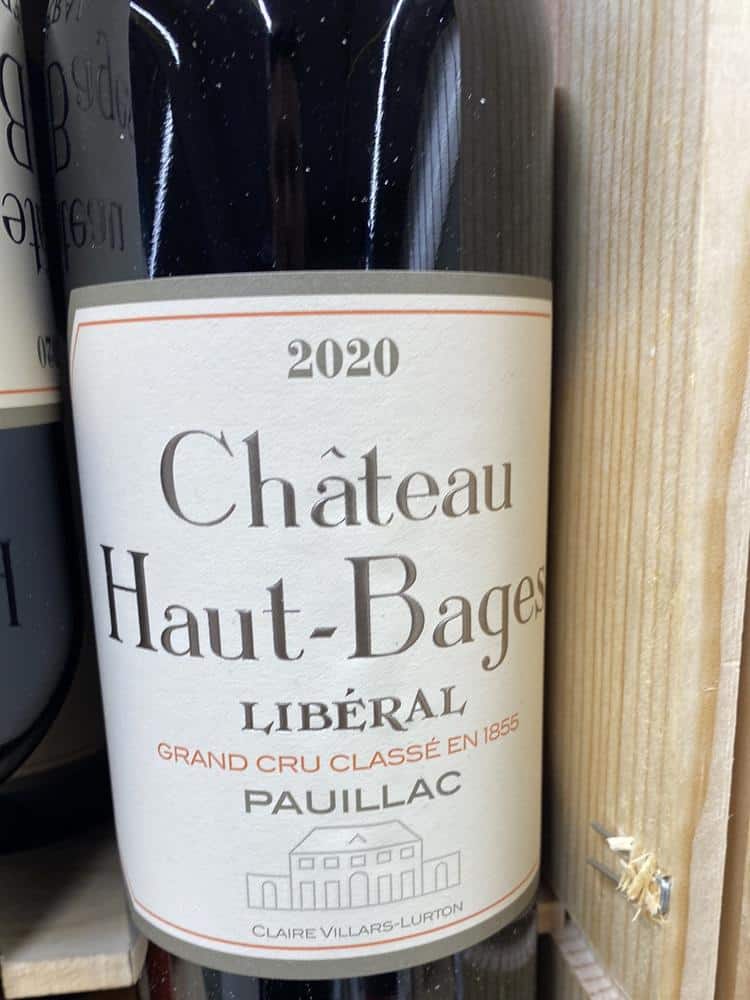 2020
Château
Haut-Bages
LIBÉRAL
GRAND CRU CLASSÉ EN 1855
PAUILLAC
CLAIRE VILLARS-LURTON